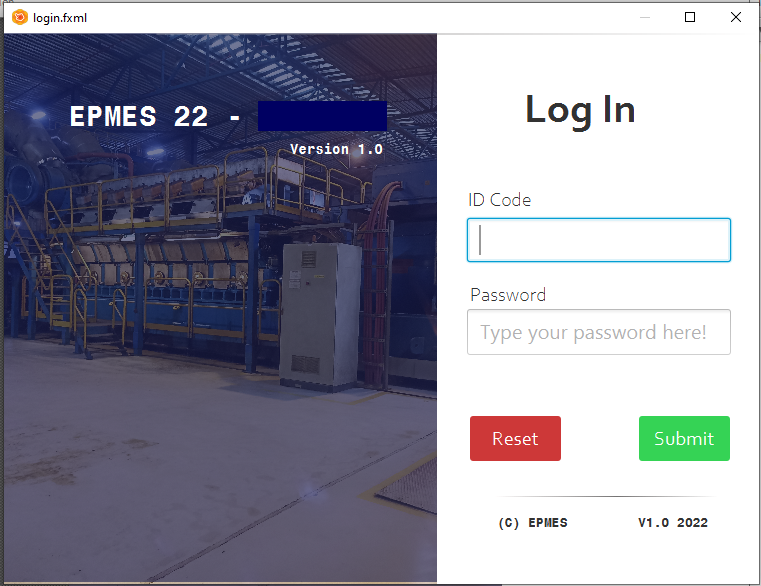 login.fxml
EPMES 22 -
Version 1.0
Log In
ID Code
Password
Type your password here!
Reset
Submit
(C) EPMES
V1.0 2022